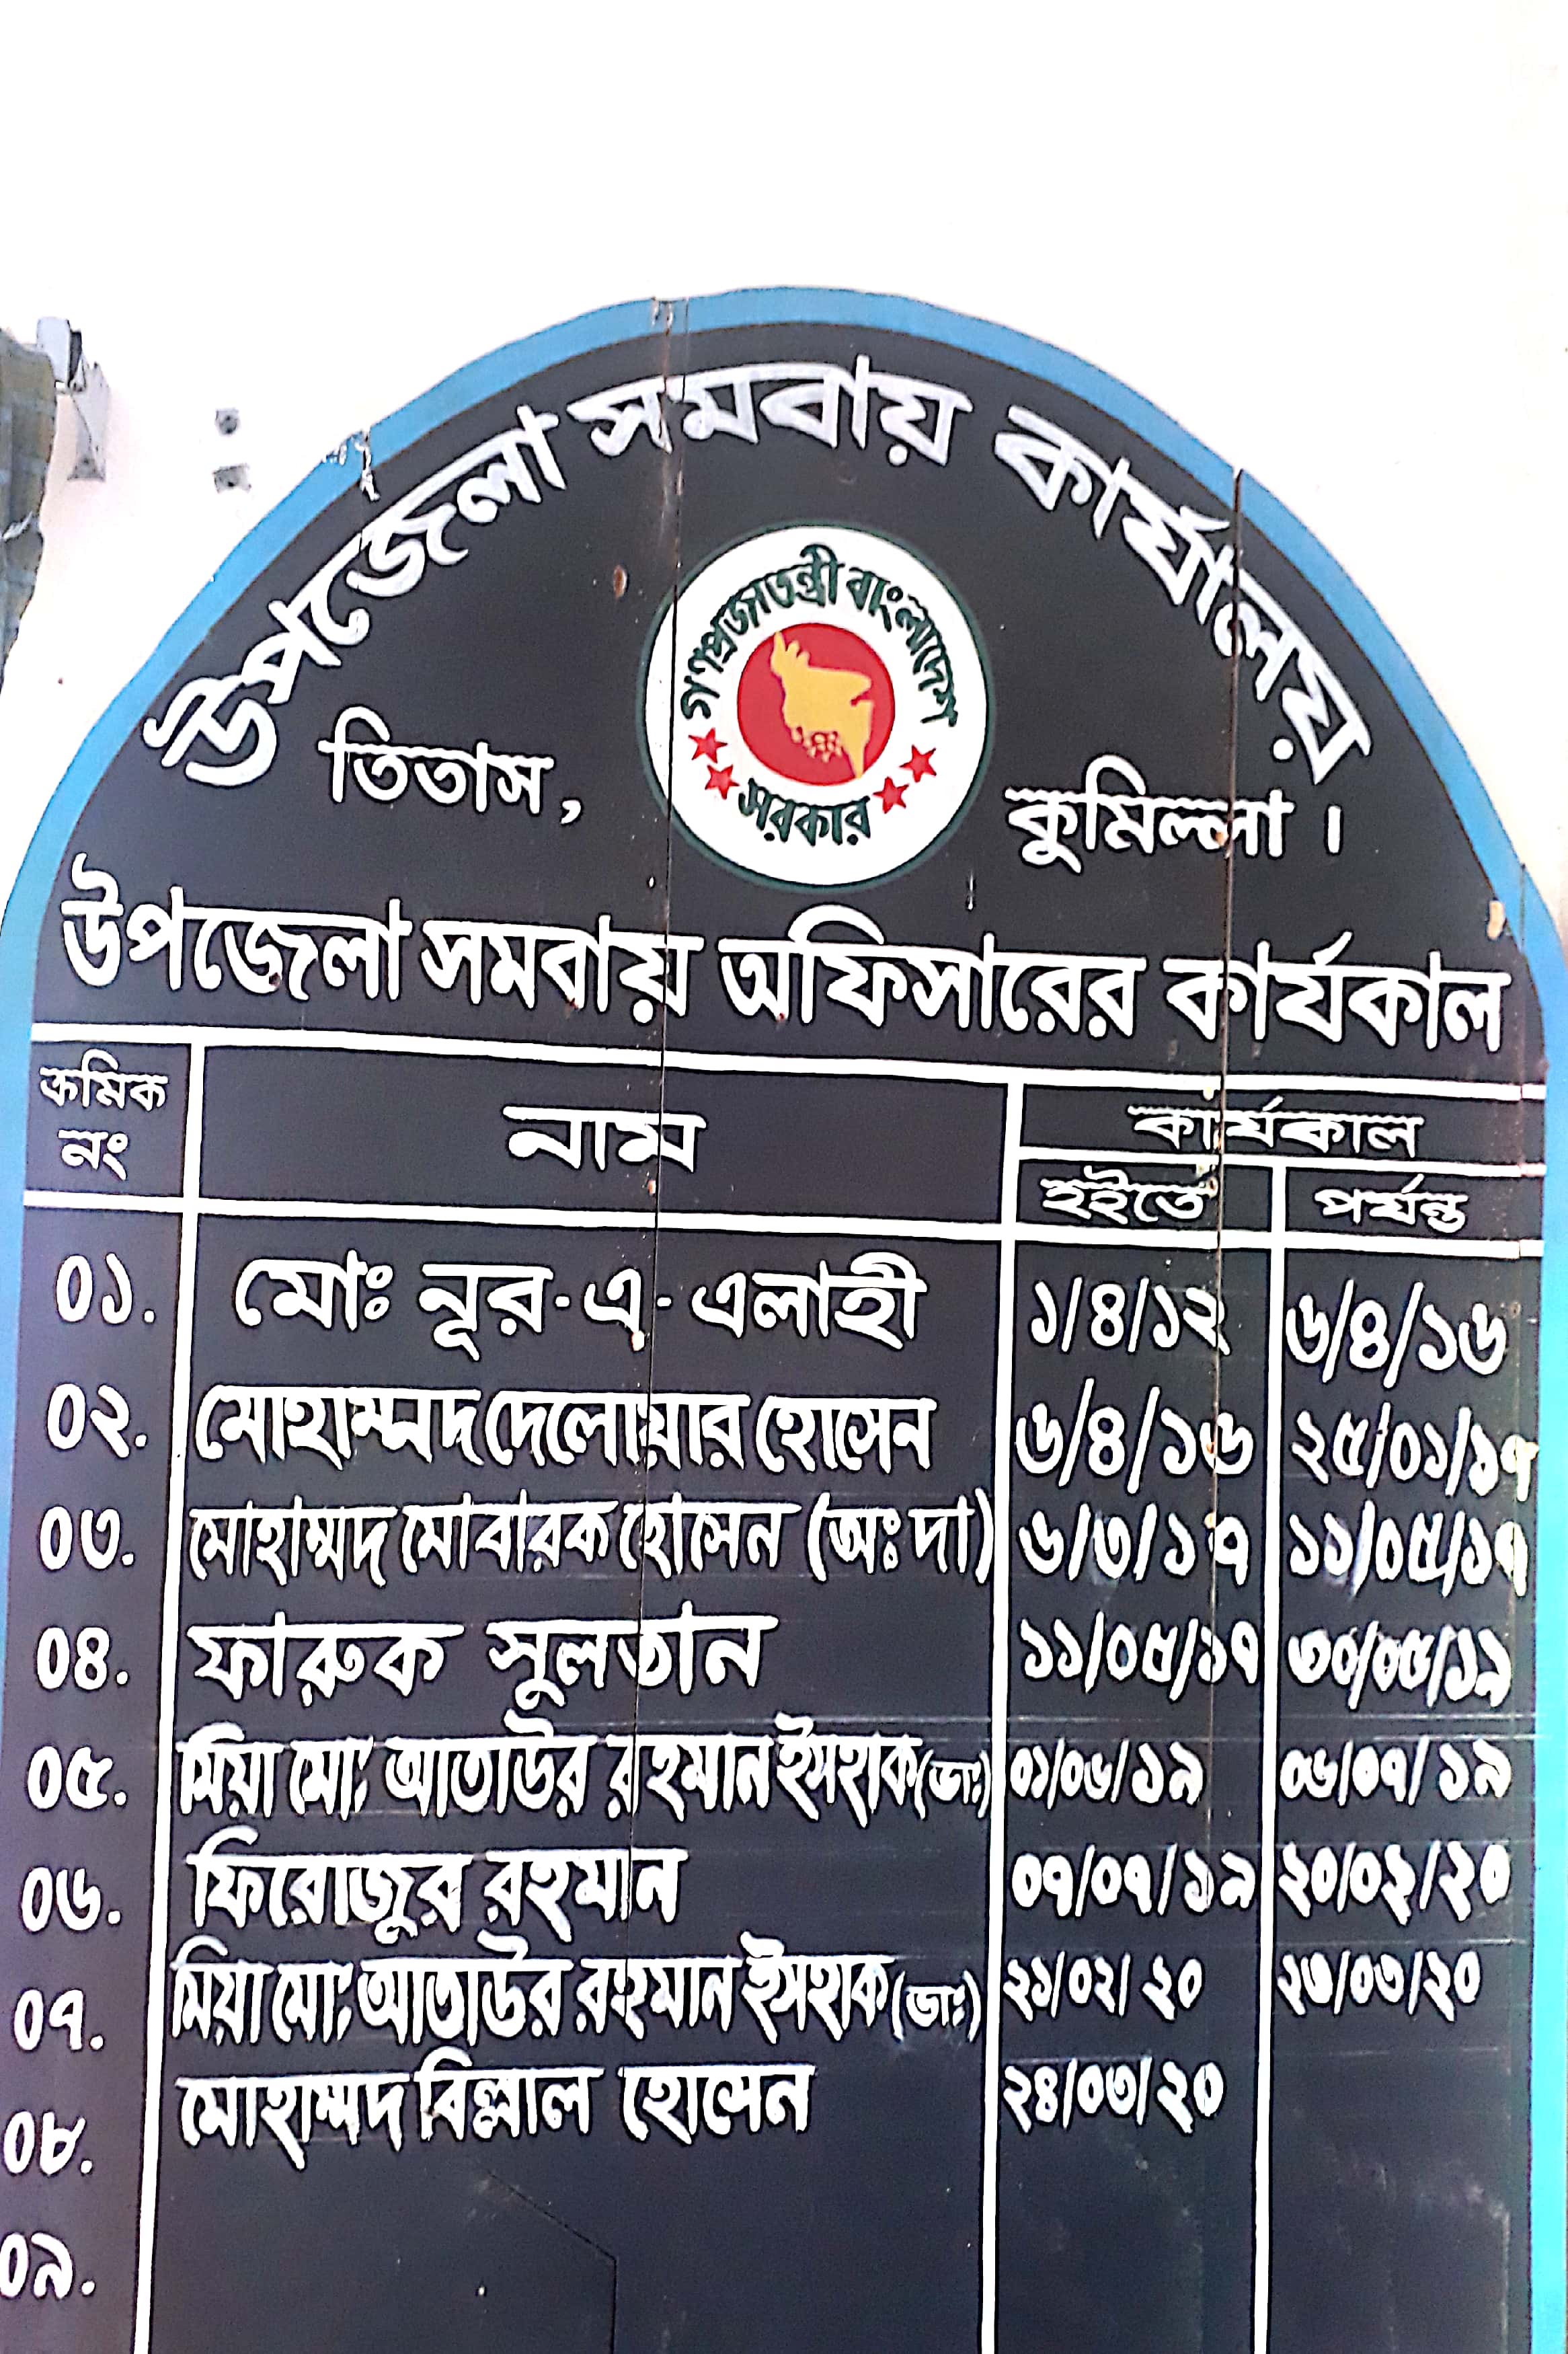 উপজেলা সমবায় কার্যালয়
গণপ্রজাতন্ত্রী বাংলাদেশ
সরকার
তিতাস, কুমিল্লা।
উপজেলা সমবায় অফিসারের কার্যকাল
ক্রমিক নং নাম কার্যকাল
হইতে পর্যন্ত
০১. মোঃ নূর-এ-এলাহী ১/৪/১২ ৬/৪/১৬
০২. মোহাম্মদ দেলোয়ার হোসেন ৬/৪/১৬ ২৫/০১/১৭
০৩. মোহাম্মদ মোবারক হোসেন (অঃ দা) ৬/৩/১৭ ১১/০৫/১৭
০৪. ফারুক সুলতান ১১/০৫/১৭ ৩০/০৫/১৯
০৫. মিয়া মো: আতাউর রহমান ইসহাক (ভাঃ) ০১/০৬/১৯ ০৬/০৭/১৯
০৬. ফিরোজুর রহমান ০৭/০৭/১৯ ২০/০২/২০
০৭. মিয়া মো: আতাউর রহমান ইসহাক (ভাঃ) ২১/০২/২০ ২৩/০৩/২০
০৮. মোহাম্মদ বিল্লাল হোসেন ২৪/০৩/২০
০৯.